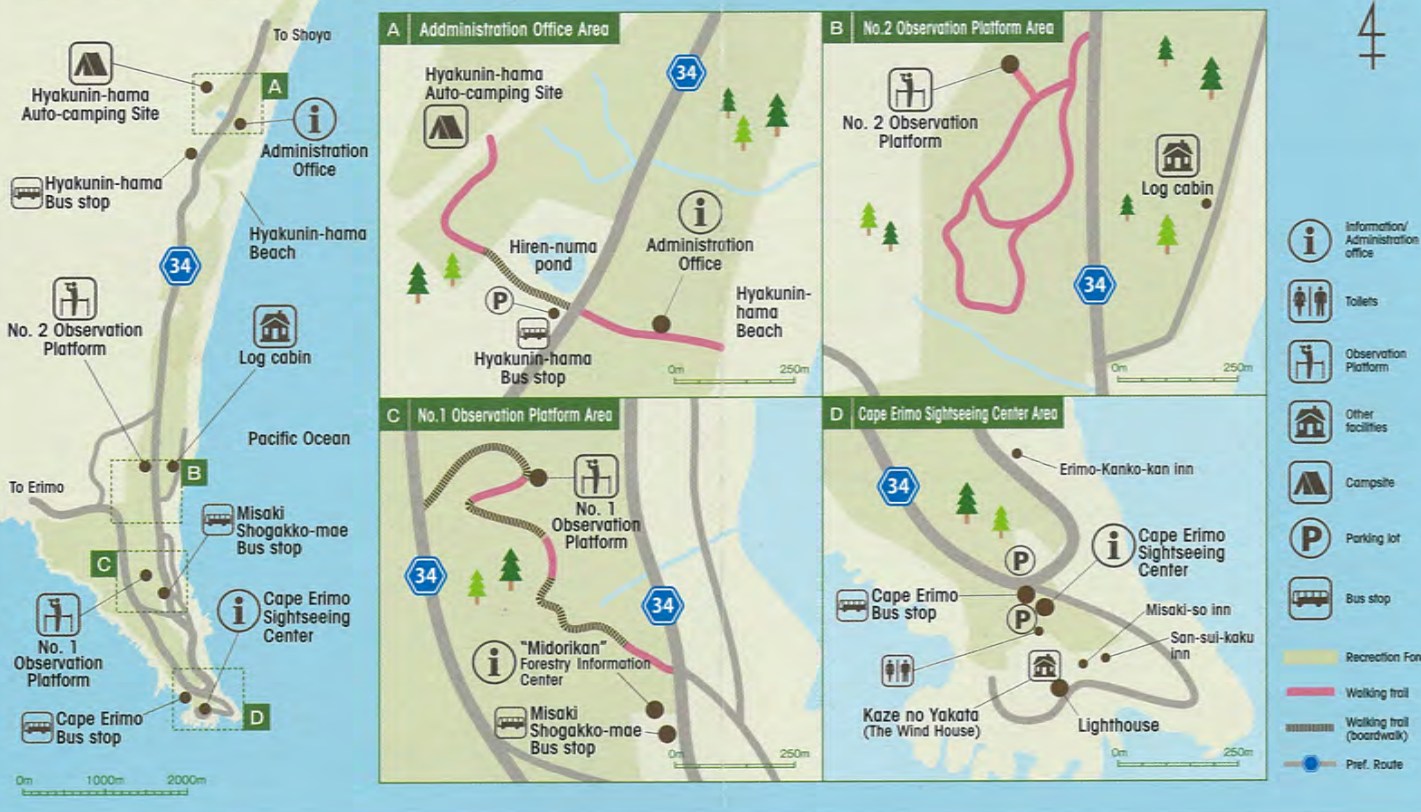 To Shoya
Hyakunin-hama
Auto-camping Site
A
Administration
Office
Hyakunin-hama
Bus stop
Hyakunin-hama
Beach
34
No. 2 Observation
Platform
Log cabin
Pacific Ocean
To Erimo
B
Misaki
Shogakko-mae
Bus stop
C
Cape Erimo
Sightseeing
Center
No. 1
Observation
Platform
D
Cape Erimo
Bus stop
0m 1000m 2000m
A Addministration Office Area
34
Hyakunin-hama
Auto-camping Site
Administration
Office
Hiren-numa
pond
P
Hyakunin-
hama
Beach
Hyakunin-hama
Bus stop
0m 250m
B No.2 Observation Platform Area
No. 2 Observation
Platform
Log cabin
34
0m 250m
C No.1 Observation Platform Area
No. 1
Observation
Platform
34
34
"Midorikan"
Forestry Information
Center
Misaki
Shogakko-mae
Bus stop
0m 250m
D Cape Erimo Sightseeing Center Area
Erimo-Kanko-kan inn
34
P
Cape Erimo
Sightseeing
Center
Cape Erimo
Bus stop
P
Misaki-so inn
San-sui-kaku
inn
Kaze no Yakata
(The Wind House)
Lighthouse
0m 250m
4
Information/
Administration
office
Toilets
Observation
Platform
Other
facilities
Campsite
P
Parking lot
Bus stop
Recreation For
Walking trail
Walking trail
(boardwalk)
34
Pref. Route